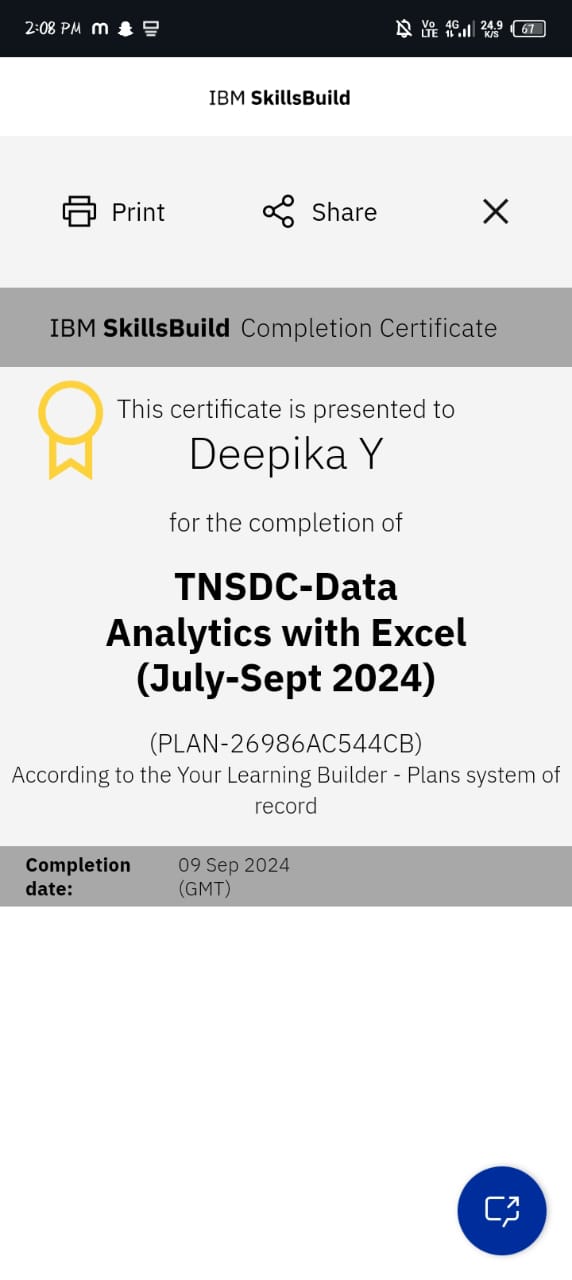 2:08 PM m
Vo LTE 4G 24.9 K/S 67
IBM SkillsBuild
Print Share
IBM SkillsBuild Completion Certificate
This certificate is presented to
Deepika Y
for the completion of
TNSDC-Data
Analytics with Excel
(July-Sept 2024)
(PLAN-26986AC544CB)
According to the Your Learning Builder - Plans system of
record
Completion 09 Sep 2024
date: (GMT)